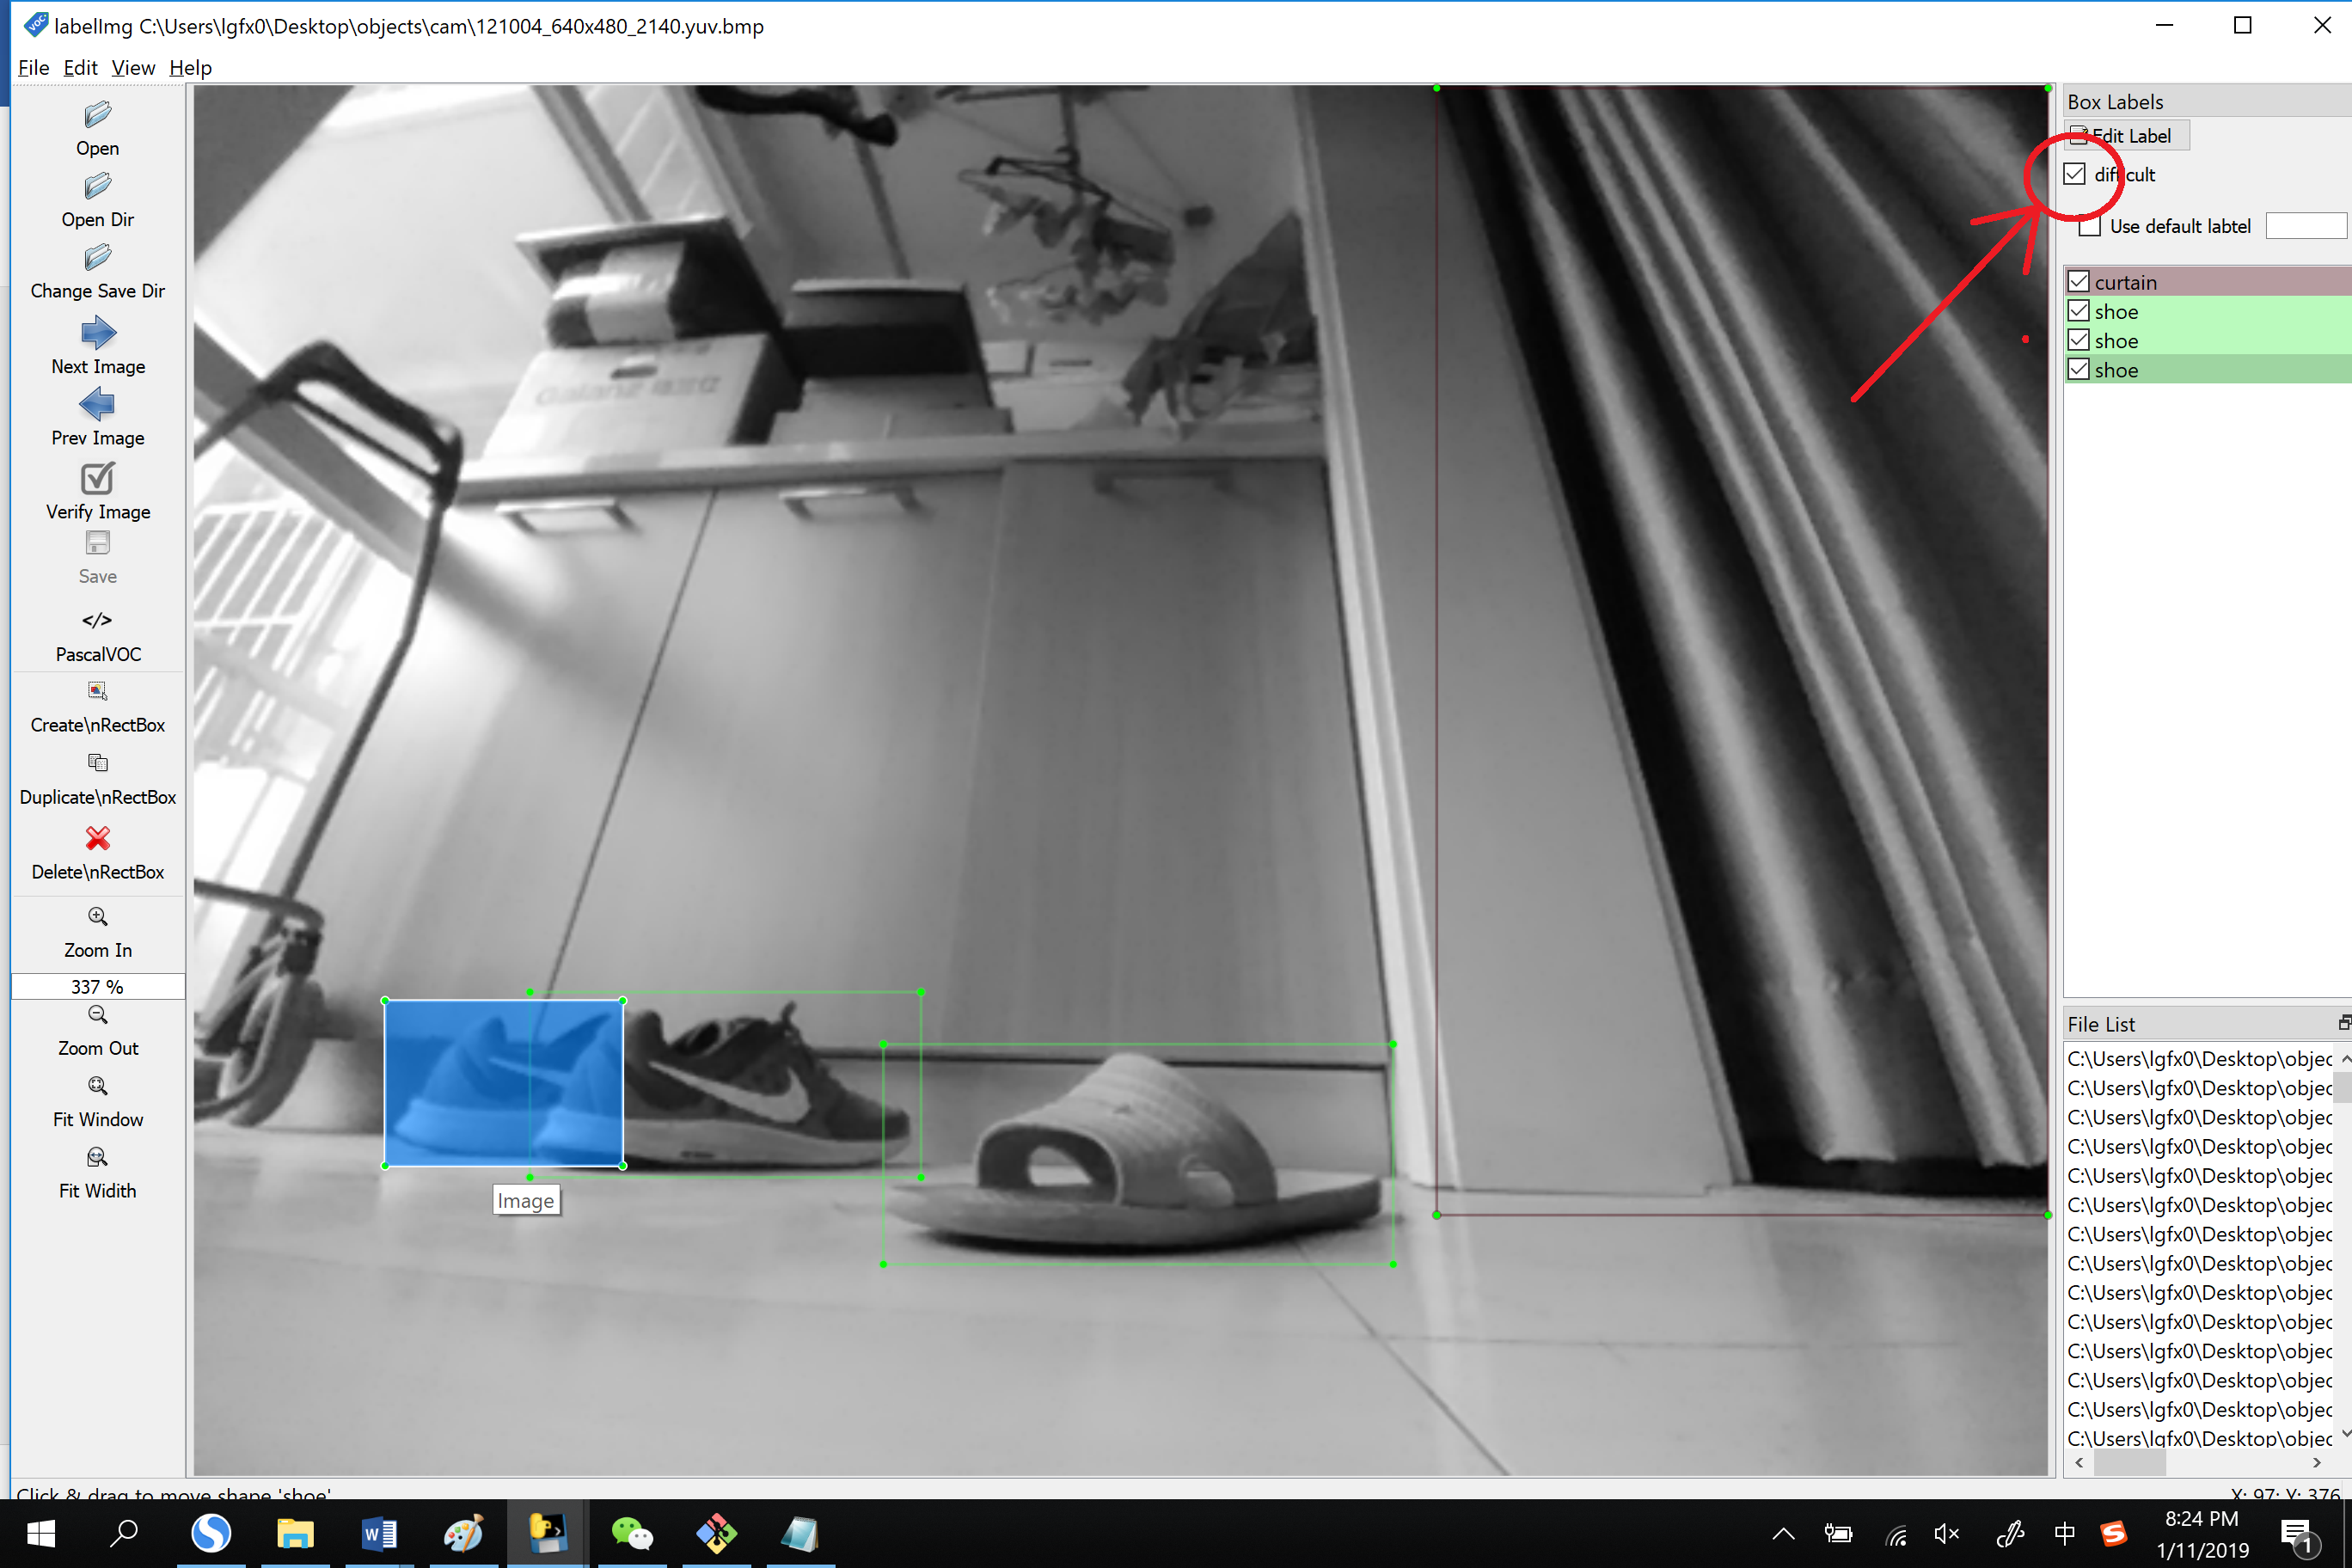 labelImg C:\Users\lgfx0\Desktop\objects\cam\121004_640x480_2140.yuv.bmp
File Edit View Help
Open
Open Dir
Change Save Dir
Next Image
Prev Image
Verify Image
Save
</>
PascalVOC
Create\nRectBox
Duplicate\nRectBox
Delete\nRectBox
Zoom In
337 %
Zoom Out
Fit Window
Fit Widith
Galanz
Image
Box Labels
Edit Label
difficult
Use default labtel
curtain
shoe
shoe
shoe
File List
C:\Users\lgfx0\Desktop\objec
C:\Users\lgfx0\Desktop\objec
C:\Users\lgfx0\Desktop\objec
C:\Users\lgfx0\Desktop\objec
C:\Users\lgfx0\Desktop\objec
C:\Users\lgfx0\Desktop\objec
C:\Users\lgfx0\Desktop\objec
C:\Users\lgfx0\Desktop\objec
C:\Users\lgfx0\Desktop\objec
C:\Users\lgfx0\Desktop\objec
C:\Users\lgfx0\Desktop\objec
C:\Users\lgfx0\Desktop\objec
C:\Users\lgfx0\Desktop\objec
C:\Users\lgfx0\Desktop\objec
Click & drag to move shape 'shoe'
X: 97; Y: 376
中
8:24 PM
1/11/2019
1